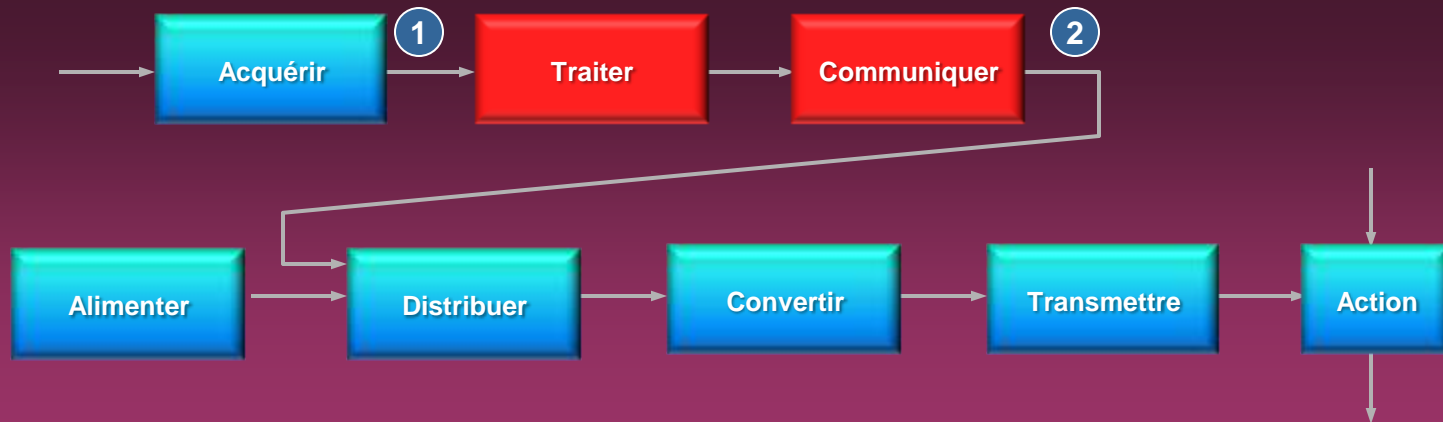 Acquérir
1
Traiter
Communiquer
2
Alimenter
Distribuer
Convertir
Transmettre
Action